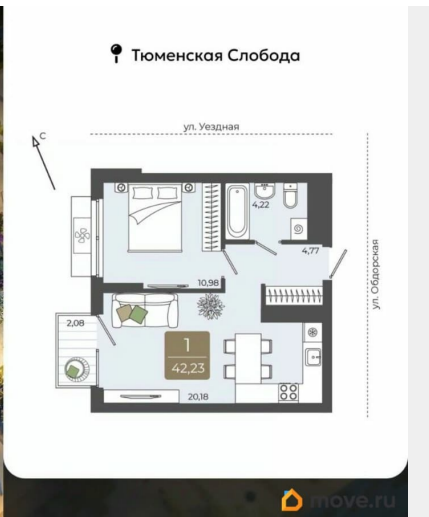 Тюменская Слобода
ул. Уездная
С
4,22
4,77
10,98
ул. Обдорская
2,08
1
42,23
20,18
move.ru